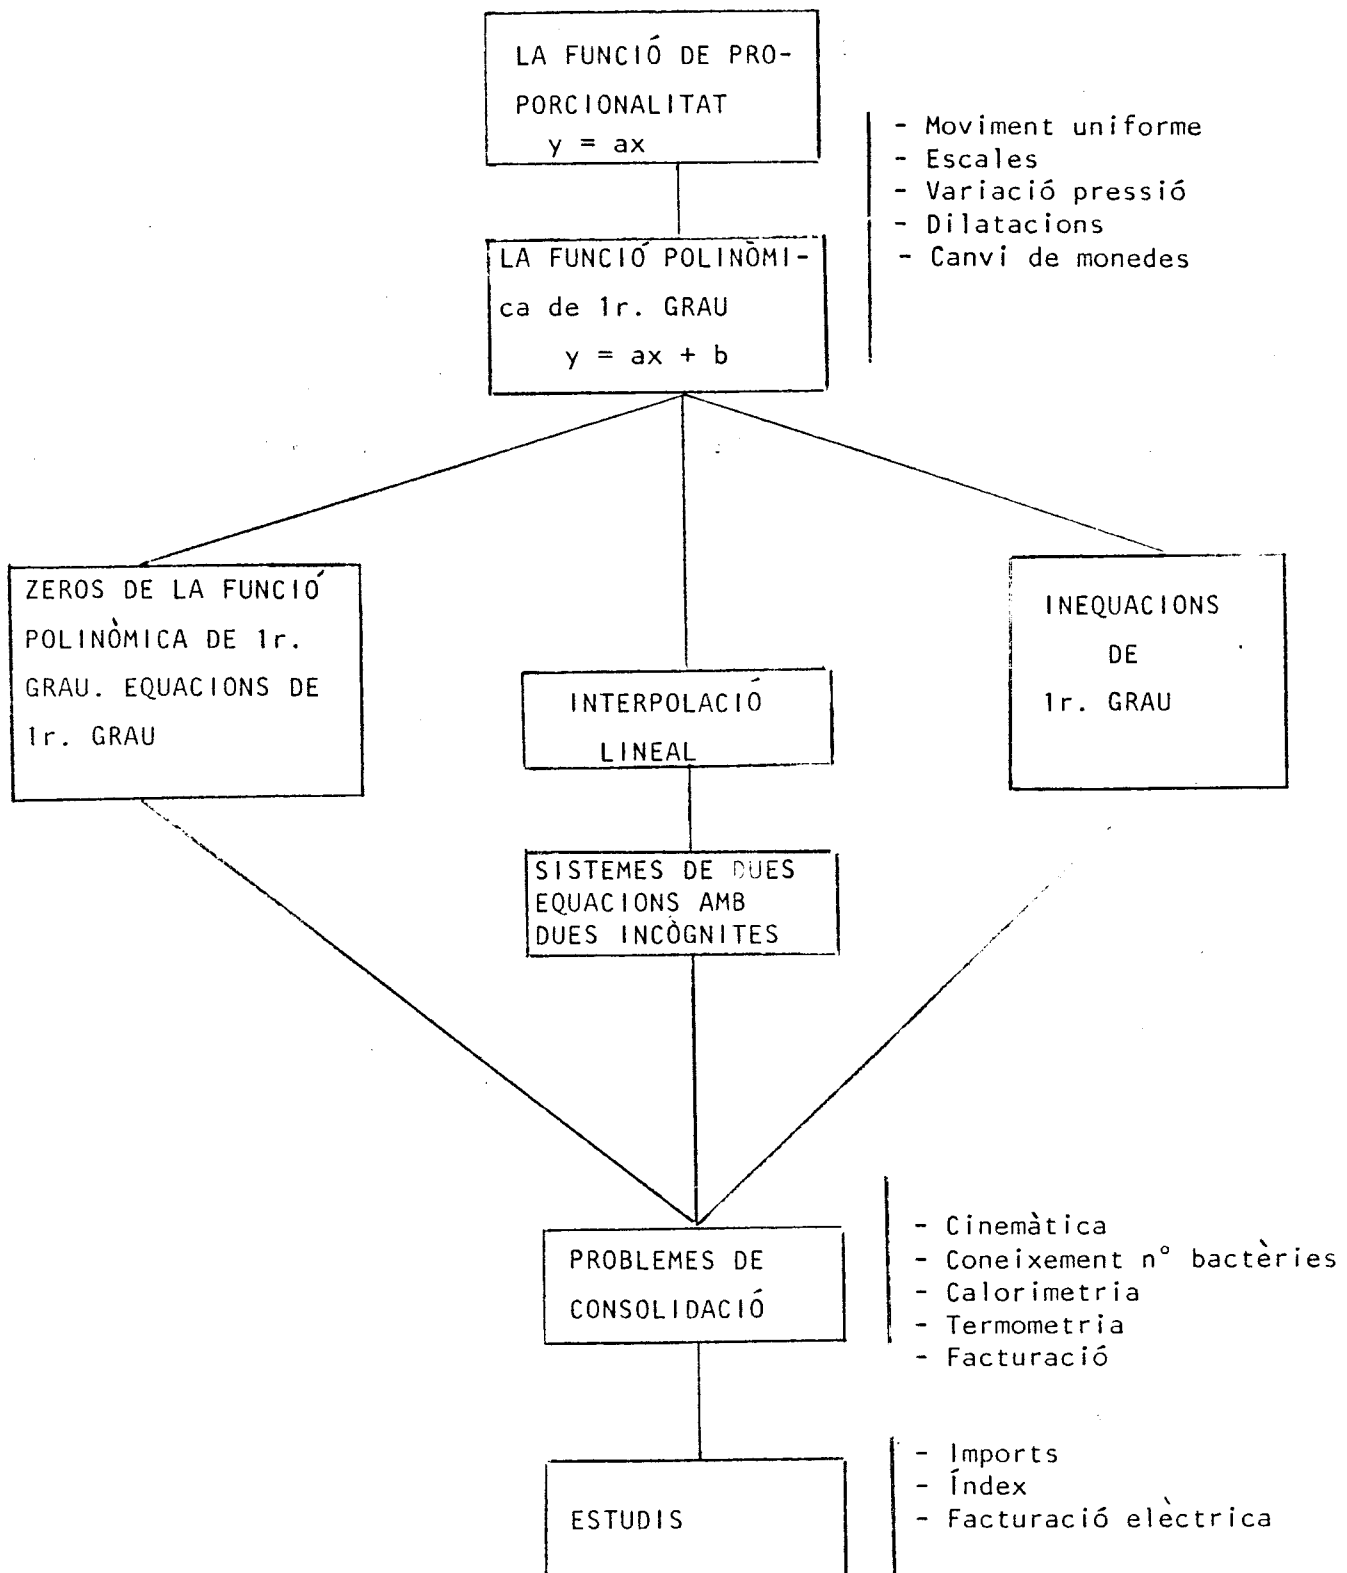 LA FUNCIÓ DE PRO-
PORCIONALITAT
y = ax
- Moviment uniforme
- Escales
- Variació pressió
- Dilatacions
- Canvi de monedes
LA FUNCIÓ POLINÒMI-
ca de 1r. GRAU
y = ax + b
ZEROS DE LA FUNCIÓ
POLINÒMICA DE 1r.
GRAU. EQUACIONS DE
1r. GRAU
INTERPOLACIÓ
LINEAL
INEQUACIONS
DE
1r. GRAU
SISTEMES DE DUES
EQUACIONS AMB
DUES INCÒGNITES
PROBLEMES DE
CONSOLIDACIÓ
- Cinemàtica
- Coneixement n° bactèries
- Calorimetria
- Termometria
- Facturació
ESTUDIS
- Imports
- Índex
- Facturació elèctrica